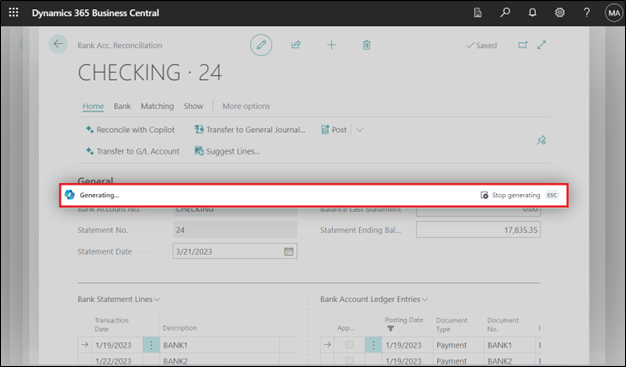 Dynamics 365 Business Central
MA
Bank Acc. Reconciliation
Saved
CHECKING · 24
Home Bank Matching Show More options
Reconcile with Copilot Transfer to General Journal... Post
Transfer to G/L Account Suggest Lines...
General
Generating... Stop generating ESC
Bank Account No. CHECKING Balance Last Statement 0.00
Statement No. 24 Statement Ending Bal... 17,835.35
Statement Date 3/21/2023
Bank Statement Lines Bank Account Ledger Entries
Transaction Date Description App... Posting Date Document Type Document No.
1/19/2023 BANK1 1/19/2023 Payment BANK1
1/22/2023 BANK2 1/19/2023 Payment BANK2